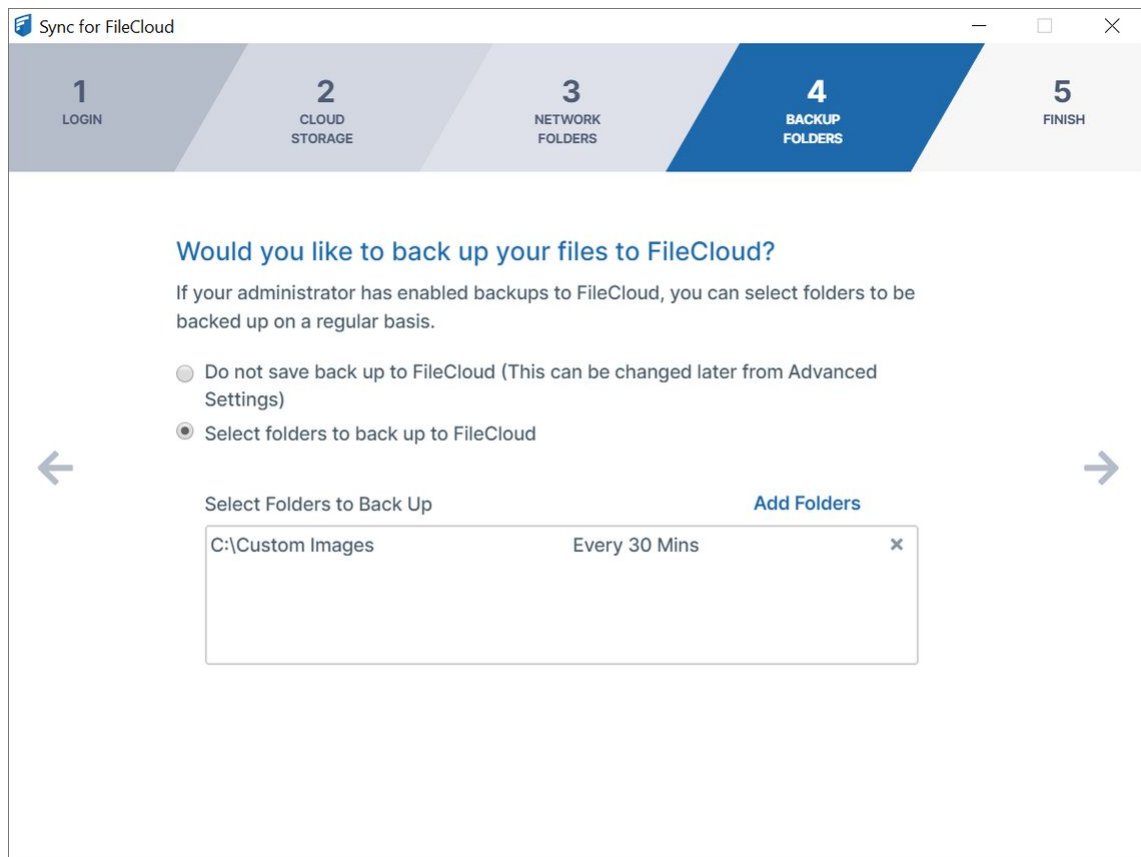 Sync for FileCloud
1
LOGIN
2
CLOUD
STORAGE
3
NETWORK
FOLDERS
4
BACKUP
FOLDERS
5
FINISH
Would you like to back up your files to FileCloud?
If your administrator has enabled backups to FileCloud, you can select folders to be
backed up on a regular basis.
Do not save back up to FileCloud (This can be changed later from Advanced
Settings)
Select folders to back up to FileCloud
Select Folders to Back Up
Add Folders
C:\Custom Images
Every 30 Mins